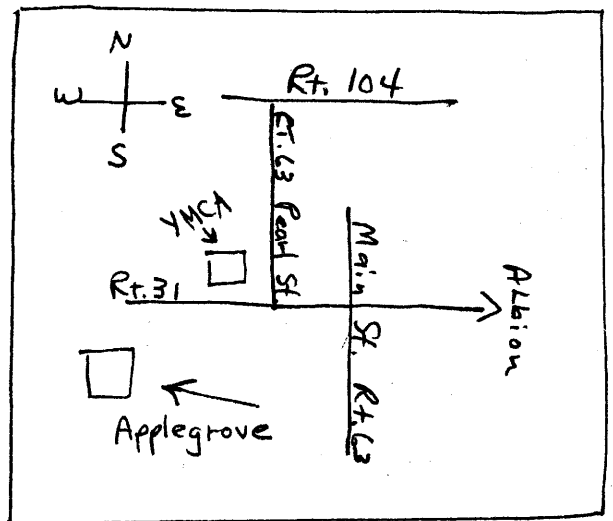 N
W E
S
Rt. 104
RT. 63 Pearl St.
YMCA
Main St. Rt. 63
Rt. 31
Albion
Applegrove